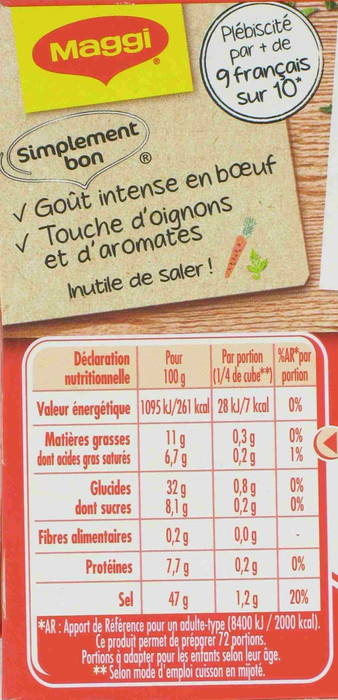 Maggi ®
Plébiscité
par + de
9 français
sur 10*
Simplement
bon ®
✓ Goût intense en bœuf
✓ Touche d'oignons
et d'aromates
Inutile de saler !
Déclaration nutritionnelle | Pour 100 g | Par portion (1/4 de cube**) | %AR* par portion
Valeur énergétique | 1095 kJ/261 kcal | 28 kJ/7 kcal | 0%
Matières grasses | 11 g | 0,3 g | 0%
dont acides gras saturés | 6,7 g | 0,2 g | 1%
Glucides | 32 g | 0,8 g | 0%
dont sucres | 8,1 g | 0,2 g | 0%
Fibres alimentaires | 0,2 g | 0,0 g | -
Protéines | 7,7 g | 0,2 g | 0%
Sel | 47 g | 1,2 g | 20%
*AR : Apport de Référence pour un adulte-type (8400 kJ / 2000 kcal).
Ce produit permet de préparer 72 portions.
Portions à adapter pour les enfants selon leur âge.
** Selon mode d'emploi cuisson en mijoté.